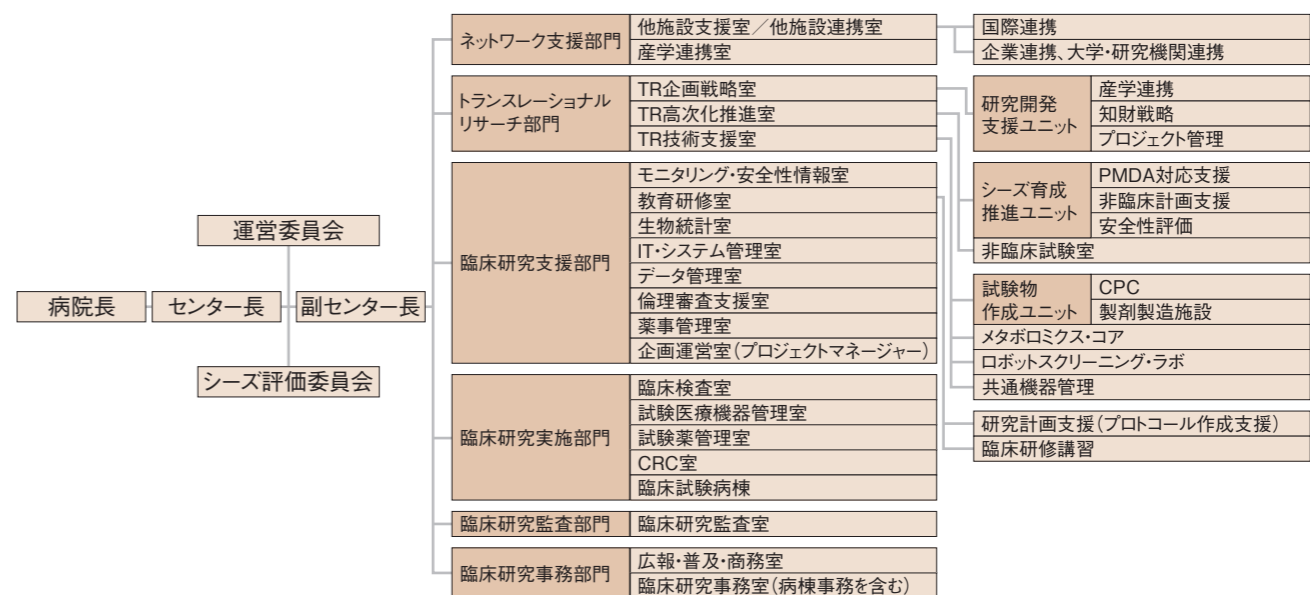 運営委員会
病院長
センター長
副センター長
シーズ評価委員会
ネットワーク支援部門
他施設支援室／他施設連携室
産学連携室
国際連携
企業連携、大学・研究機関連携
トランスレーショナル
リサーチ部門
TR企画戦略室
TR高次化推進室
TR技術支援室
研究開発
支援ユニット
産学連携
知財戦略
プロジェクト管理
シーズ育成
推進ユニット
PMDA対応支援
非臨床計画支援
安全性評価
非臨床試験室
試験物
作成ユニット
CPC
製剤製造施設
メタボロミクス・コア
ロボットスクリーニング・ラボ
共通機器管理
臨床研究支援部門
モニタリング・安全性情報室
教育研修室
生物統計室
IT・システム管理室
データ管理室
倫理審査支援室
薬事管理室
企画運営室（プロジェクトマネージャー）
研究計画支援（プロトコール作成支援）
臨床研修講習
臨床研究実施部門
臨床検査室
試験医療機器管理室
試験薬管理室
CRC室
臨床試験病棟
臨床研究監査部門
臨床研究監査室
臨床研究事務部門
広報・普及・商務室
臨床研究事務室（病棟事務を含む）